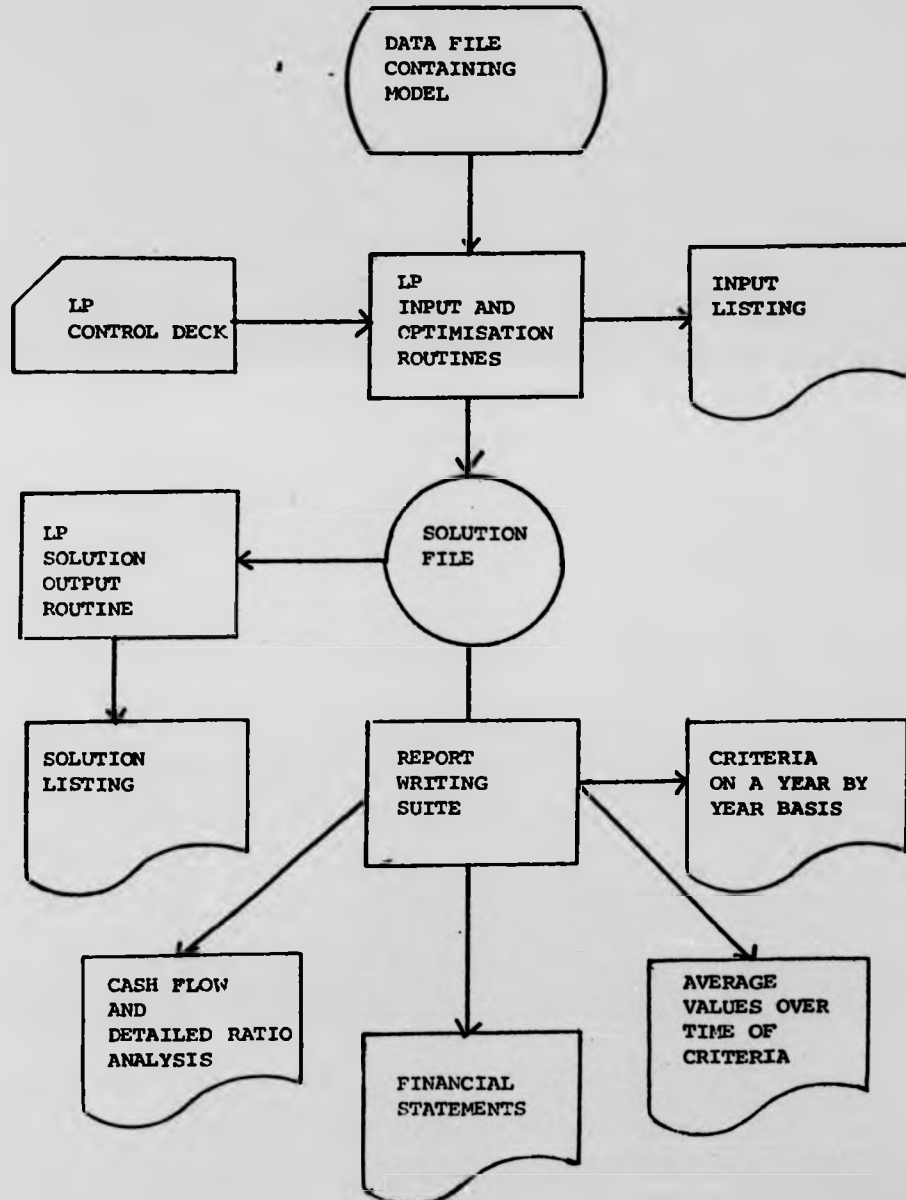 DATA FILE
CONTAINING
MODEL
LP
CONTROL DECK
LP
INPUT AND
OPTIMISATION
ROUTINES
INPUT
LISTING
LP
SOLUTION
OUTPUT
ROUTINE
SOLUTION
FILE
SOLUTION
LISTING
REPORT
WRITING
SUITE
CRITERIA
ON A YEAR BY
YEAR BASIS
CASH FLOW
AND
DETAILED RATIO
ANALYSIS
FINANCIAL
STATEMENTS
AVERAGE
VALUES OVER
TIME OF
CRITERIA